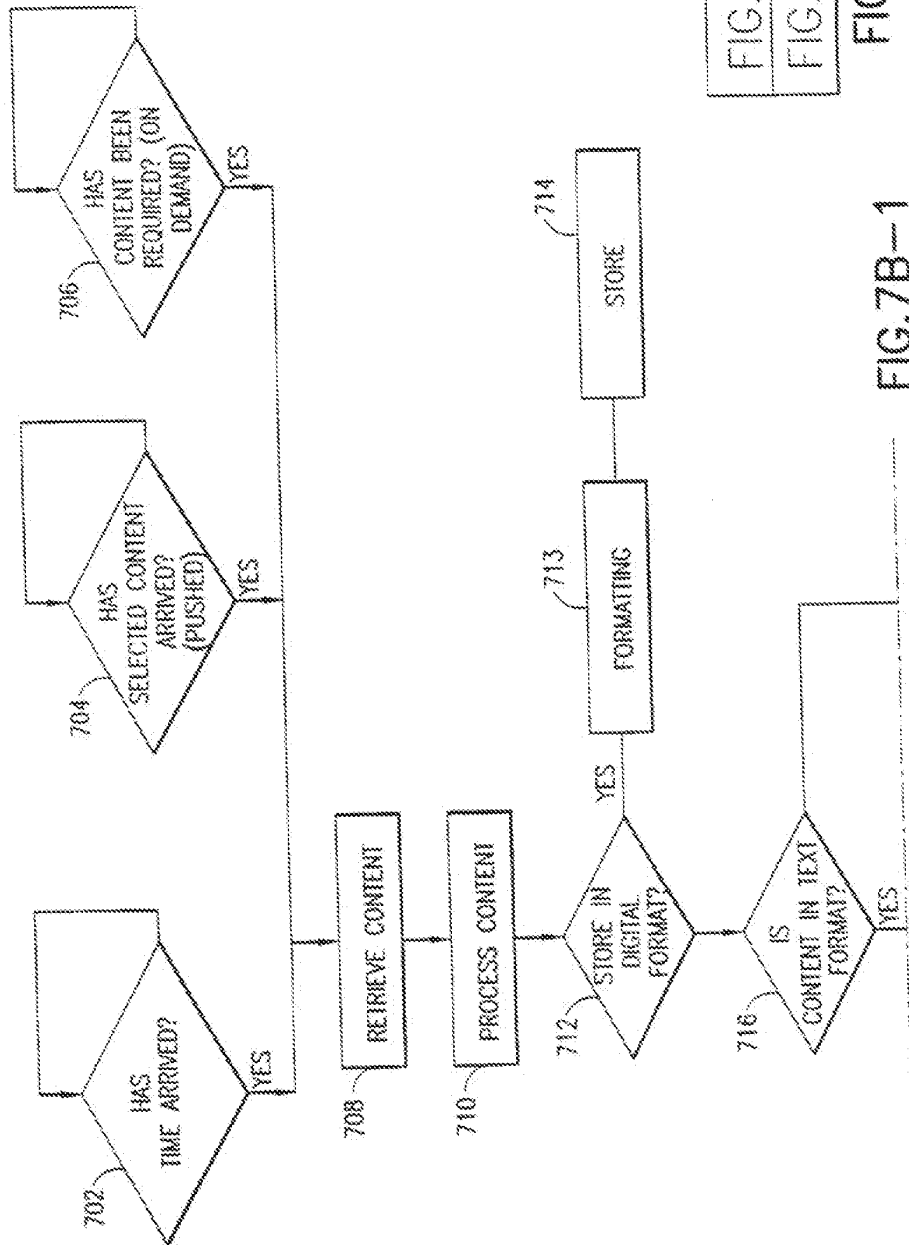 702
HAS
TIME ARRIVED?
YES
704
HAS
SELECTED CONTENT
ARRIVED?
(PUSHED)
YES
706
HAS
CONTENT BEEN
REQUIRED? (ON
DEMAND)
YES
708
RETRIEVE CONTENT
710
PROCESS CONTENT
712
STORE IN
DIGITAL
FORMAT?
YES
713
FORMATTING
714
STORE
716
IS
CONTENT IN TEXT
FORMAT?
YES
FIG. 7B-1
FIG.
FIG.
FIG